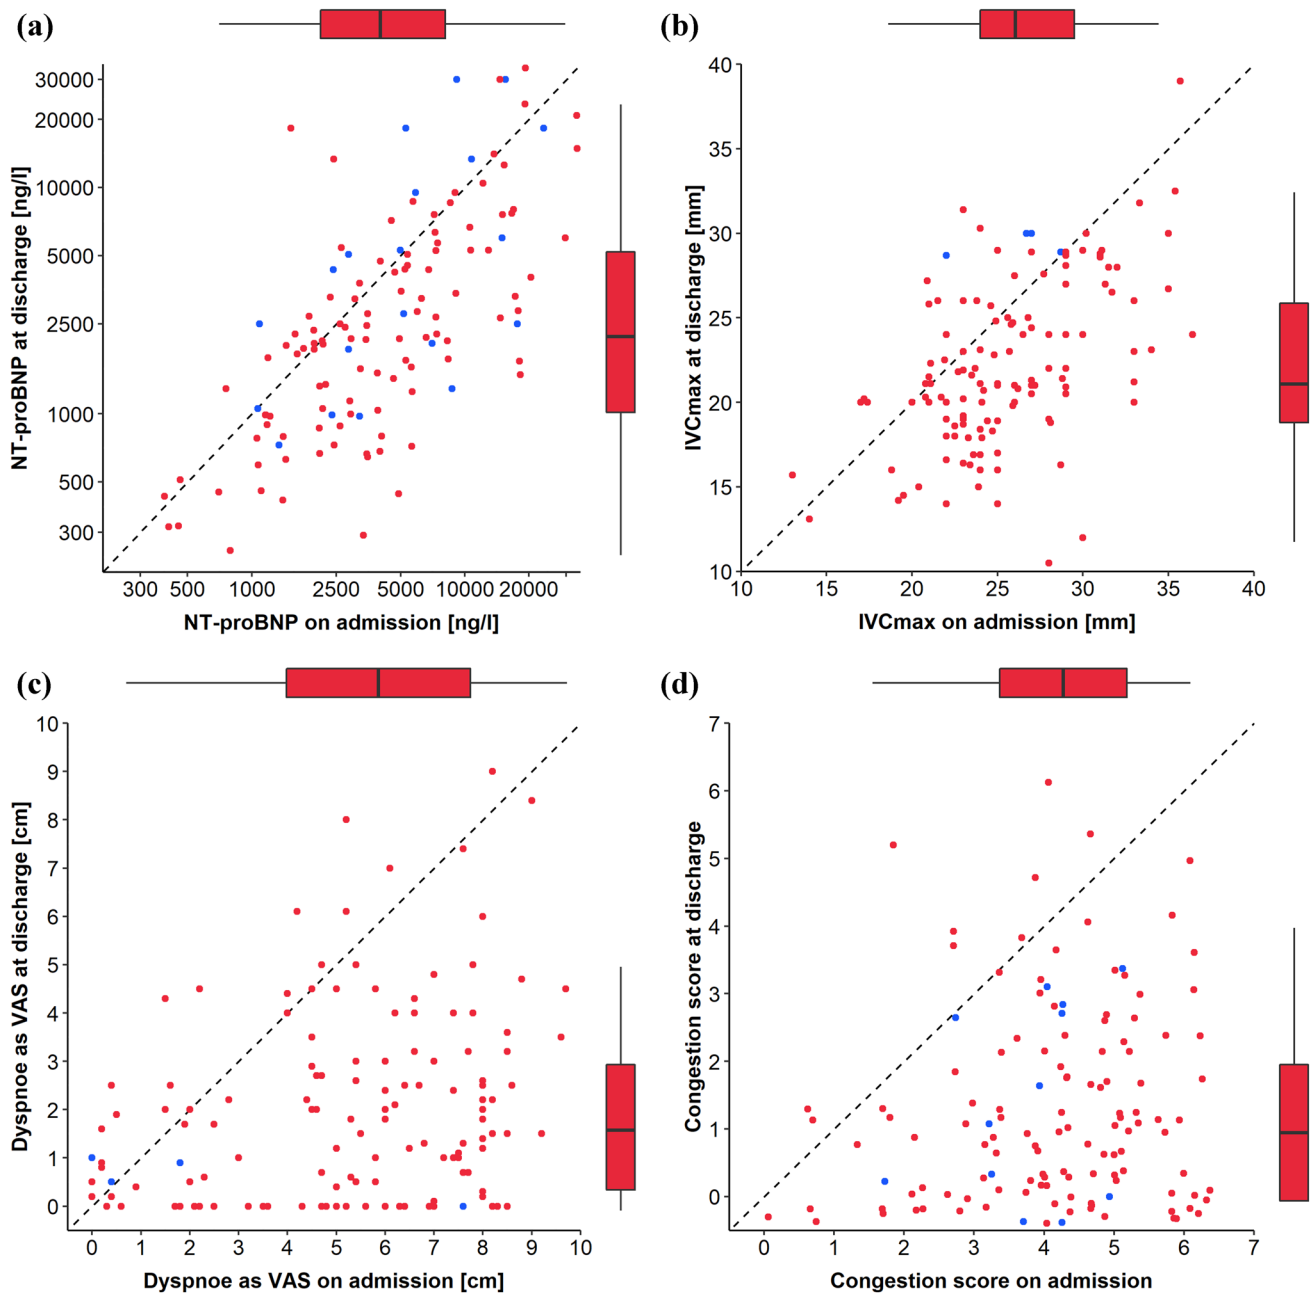 (a)
30000
20000
10000
5000
2500
1000
500
300
NT-proBNP at discharge [ng/l]
300 500 1000 2500 5000 10000 20000
NT-proBNP on admission [ng/l]
(b)
40
35
30
25
20
15
10
IVCmax at discharge [mm]
10 15 20 25 30 35 40
IVCmax on admission [mm]
(c)
10
9
8
7
6
5
4
3
2
1
0
Dyspnoe as VAS at discharge [cm]
0 1 2 3 4 5 6 7 8 9 10
Dyspnoe as VAS on admission [cm]
(d)
7
6
5
4
3
2
1
0
Congestion score at discharge
0 1 2 3 4 5 6 7
Congestion score on admission